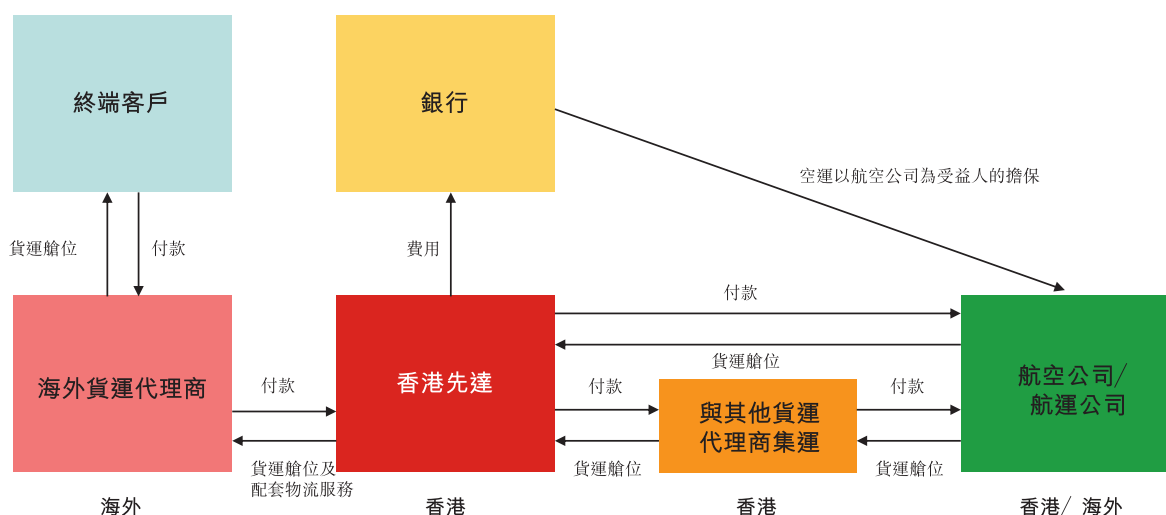 終端客戶
銀行
空運以航空公司為受益人的擔保
貨運艙位
付款
費用
付款
貨運艙位
海外貨運代理商
付款
貨運艙位及
配套物流服務
香港先達
付款
貨運艙位
與其他貨運
代理商集運
付款
貨運艙位
航空公司/
航運公司
海外
香港
香港
香港/ 海外